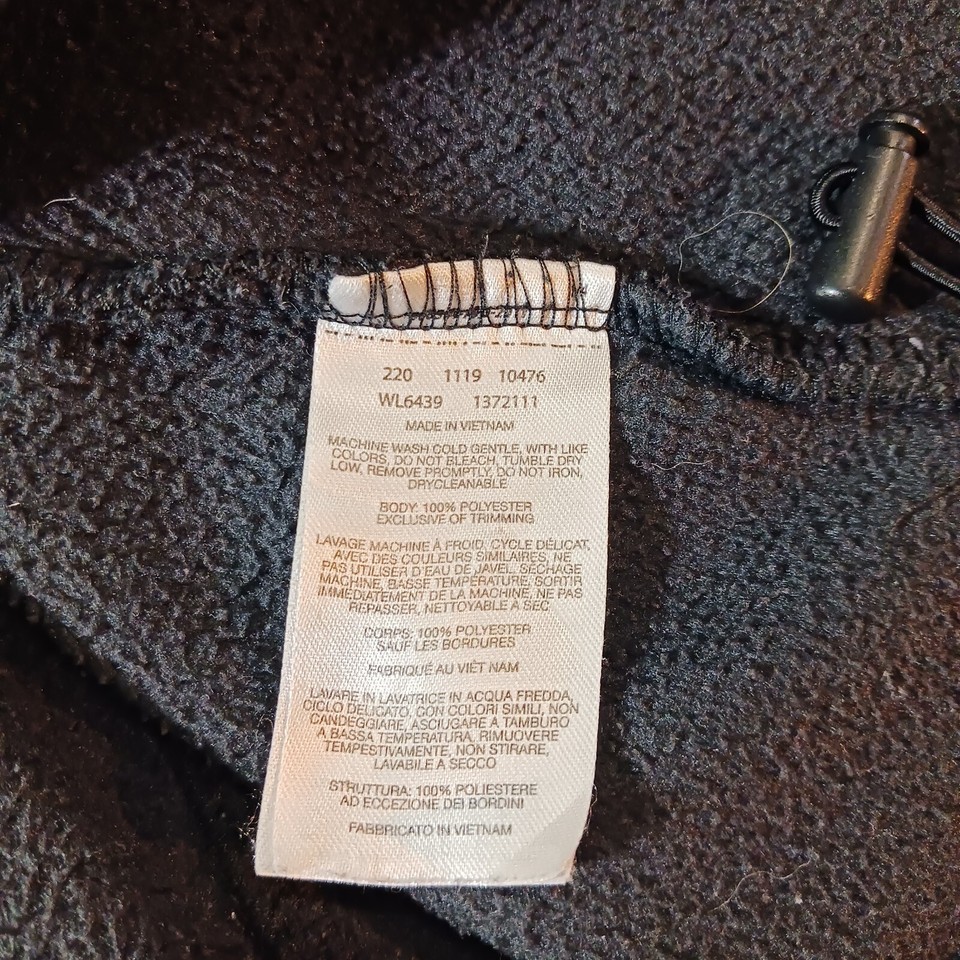 220 1119 10476
WL6439 1372111
MADE IN VIETNAM
MACHINE WASH COLD GENTLE, WITH LIKE
COLORS, DO NOT BLEACH, TUMBLE DRY
LOW, REMOVE PROMPTLY, DO NOT IRON,
DRYCLEANABLE
BODY: 100% POLYESTER
EXCLUSIVE OF TRIMMING
LAVAGE MACHINE À FROID, CYCLE DÉLICAT,
AVEC DES COULEURS SIMILAIRES, NE
PAS UTILISER D'EAU DE JAVEL, SÉCHAGE
MACHINE, BASSE TEMPÉRATURE, SORTIR
IMMÉDIATEMENT DE LA MACHINE, NE PAS
REPASSER, NETTOYABLE A SEC
CORPS: 100% POLYESTER
SAUF LES BORDURES
FABRIQUÉ AU VIÊT NAM
LAVARE IN LAVATRICE IN ACQUA FREDDA,
CICLO DELICATO, CON COLORI SIMILI, NON
CANDEGGIARE, ASCIUGARE A TAMBURO
A BASSA TEMPERATURA, RIMUOVERE
TEMPESTIVAMENTE, NON STIRARE,
LAVABILE A SECCO
STRUTTURA: 100% POLIESTERE
AD ECCEZIONE DEI BORDINI
FABBRICATO IN VIETNAM